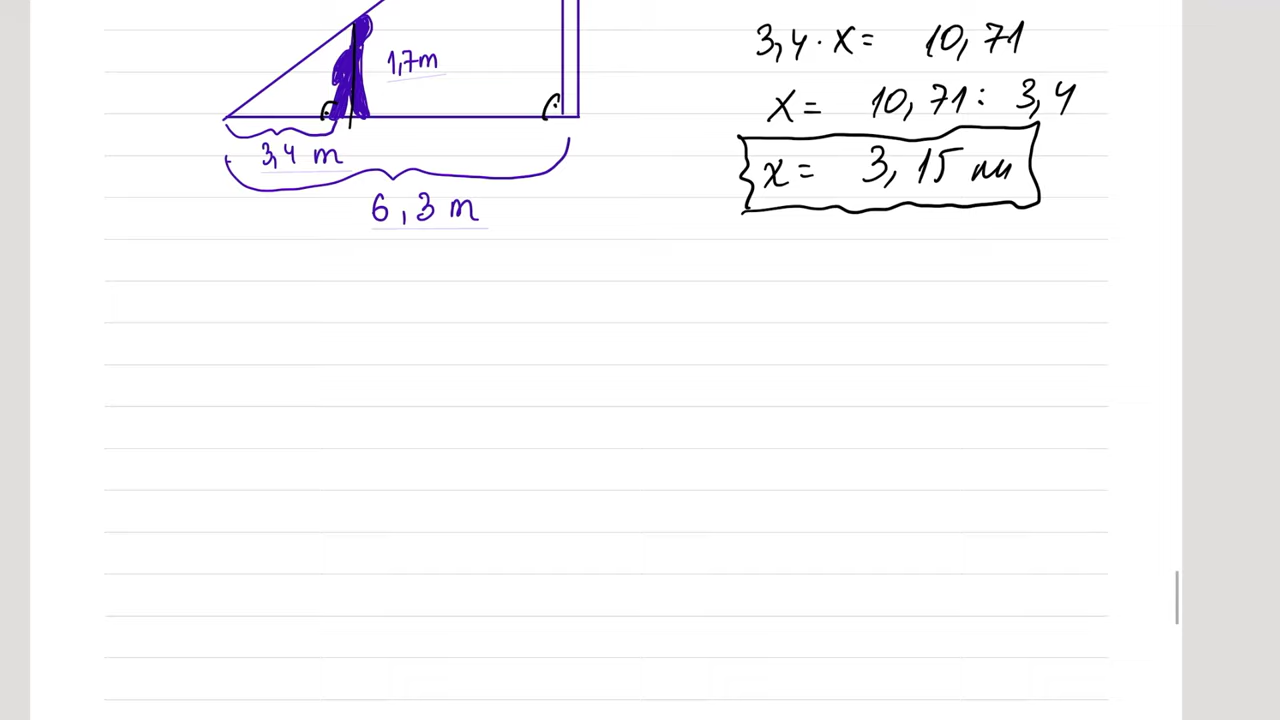 1,7m
3,4 m
6,3 m
3,4 · x = 10,71
x = 10,71 : 3,4
x = 3,15 m